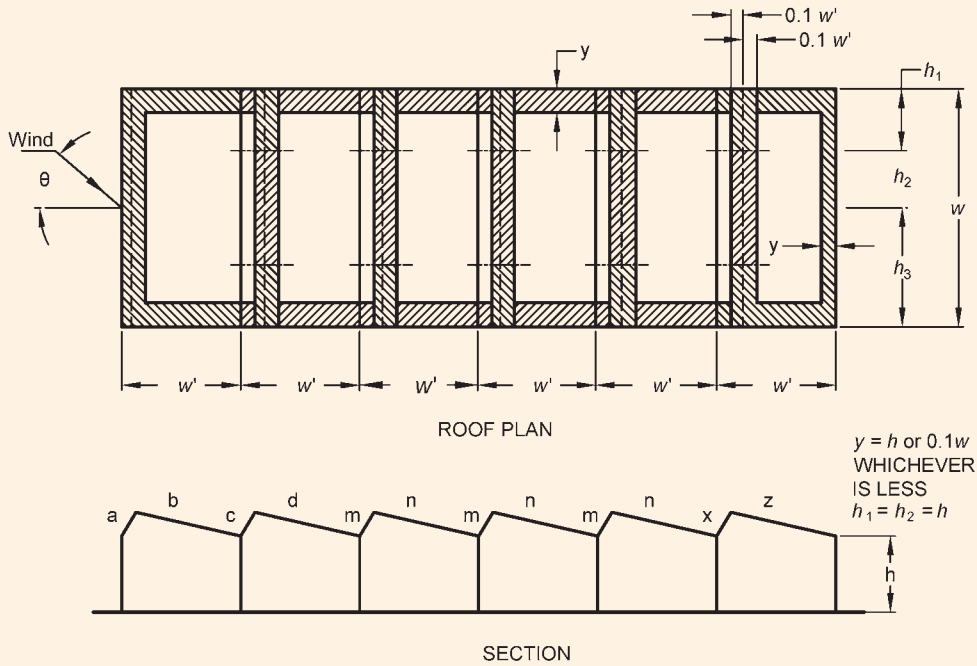 0.1 w'
0.1 w'
y
h₁
Wind
θ
h₂
w
y
h₃
w' w' w' w' w' w'
ROOF PLAN
y = h or 0.1w
WHICHEVER
IS LESS
h₁ = h₂ = h
a b c d m n m n m n x z
h
SECTION